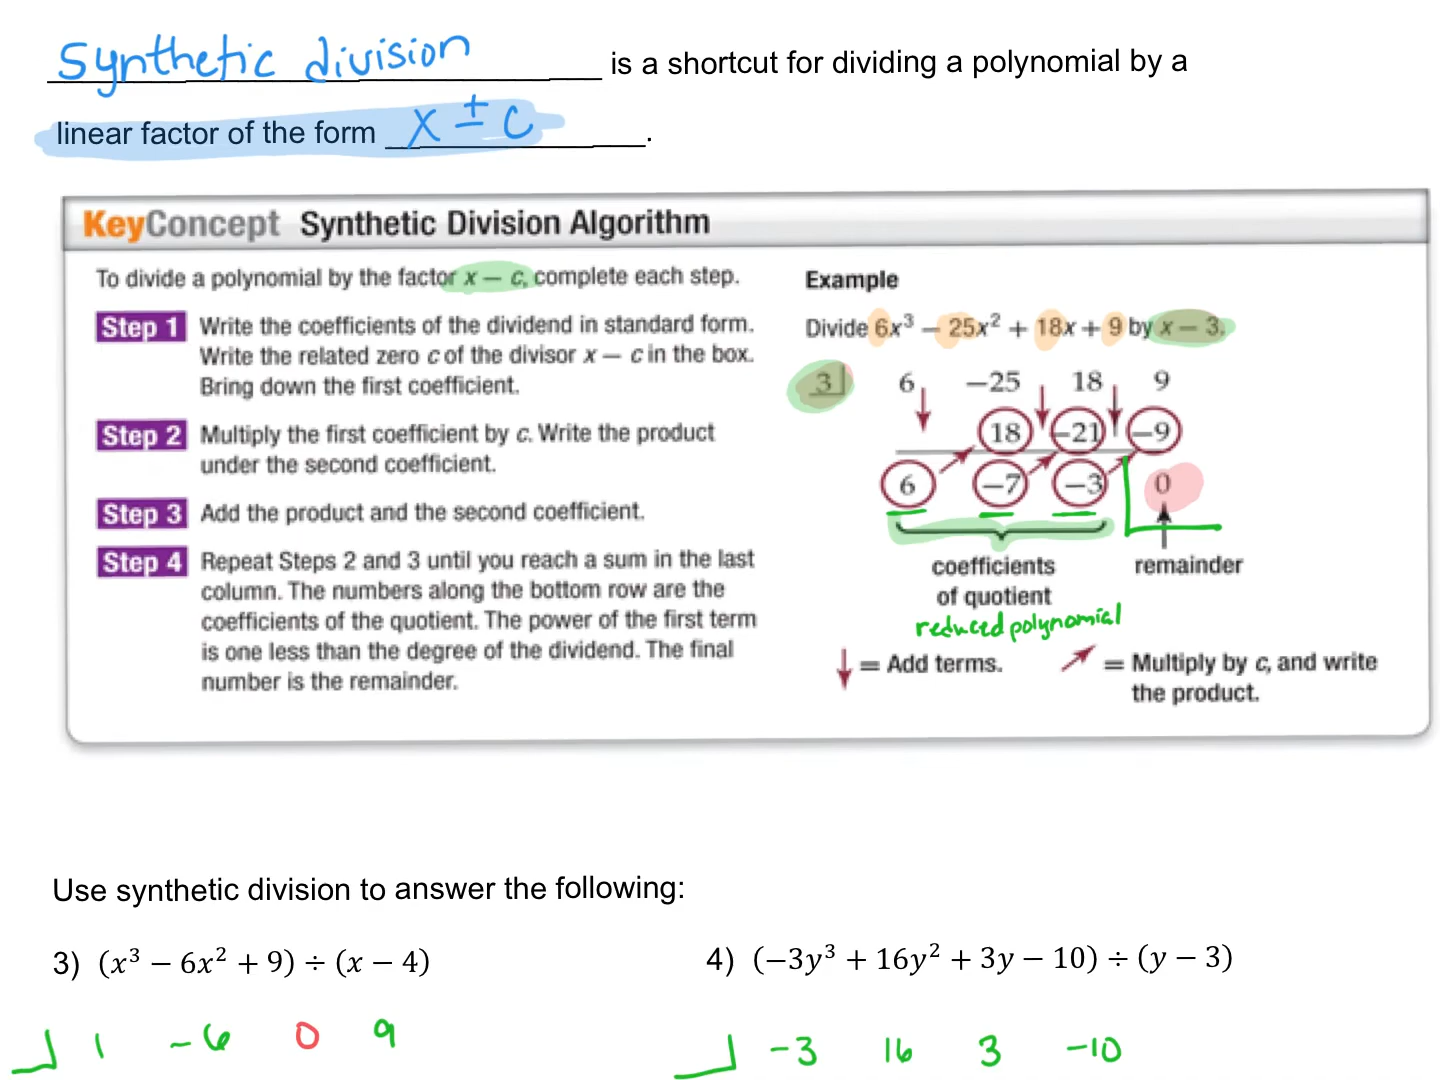 Synthetic division is a shortcut for dividing a polynomial by a
linear factor of the form x ± c.
KeyConcept Synthetic Division Algorithm
To divide a polynomial by the factor x – c, complete each step.
Step 1 Write the coefficients of the dividend in standard form.
Write the related zero c of the divisor x – c in the box.
Bring down the first coefficient.
Step 2 Multiply the first coefficient by c. Write the product
under the second coefficient.
Step 3 Add the product and the second coefficient.
Step 4 Repeat Steps 2 and 3 until you reach a sum in the last
column. The numbers along the bottom row are the
coefficients of the quotient. The power of the first term
is one less than the degree of the dividend. The final
number is the remainder.
Example
Divide 6x³ – 25x² + 18x + 9 by x – 3.
3 6 –25 18 9
18 –21 –9
6 –7 –3 0
coefficients
of quotient
remainder
reduced polynomial
= Add terms.
= Multiply by c, and write
the product.
Use synthetic division to answer the following:
3) (x³ − 6x² + 9) ÷ (x − 4)
1 -6 0 9
4) (−3y³ + 16y² + 3y − 10) ÷ (y − 3)
-3 16 3 -10